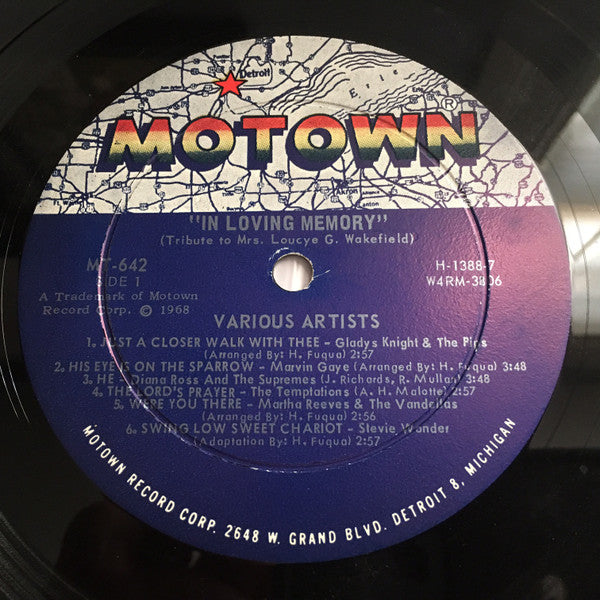 Detroit
Erie
MOTOWN®
Akron
"IN LOVING MEMORY"
(Tribute to Mrs. Loucye G. Wakefield)
MT-642
SIDE 1
H-1388-7
W4RM-3806
A Trademark of Motown
Record Corp. © 1968
VARIOUS ARTISTS
1. JUST A CLOSER WALK WITH THEE - Gladys Knight & The Pips
(Arranged By: H. Fuqua) 2:57
2. HIS EYE IS ON THE SPARROW - Marvin Gaye (Arranged By: H. Fuqua) 3:48
3. HE - Diana Ross And The Supremes (J. Richards, R. Mullan) 3:48
4. THE LORD'S PRAYER - The Temptations (A. H. Malotte) 2:57
5. WERE YOU THERE - Martha Reeves & The Vandellas
(Arranged By: H. Fuqua) 2:56
6. SWING LOW SWEET CHARIOT - Stevie Wonder
(Adaptation By: H. Fuqua) 2:57
MOTOWN RECORD CORP. 2648 W. GRAND BLVD. DETROIT 8, MICHIGAN